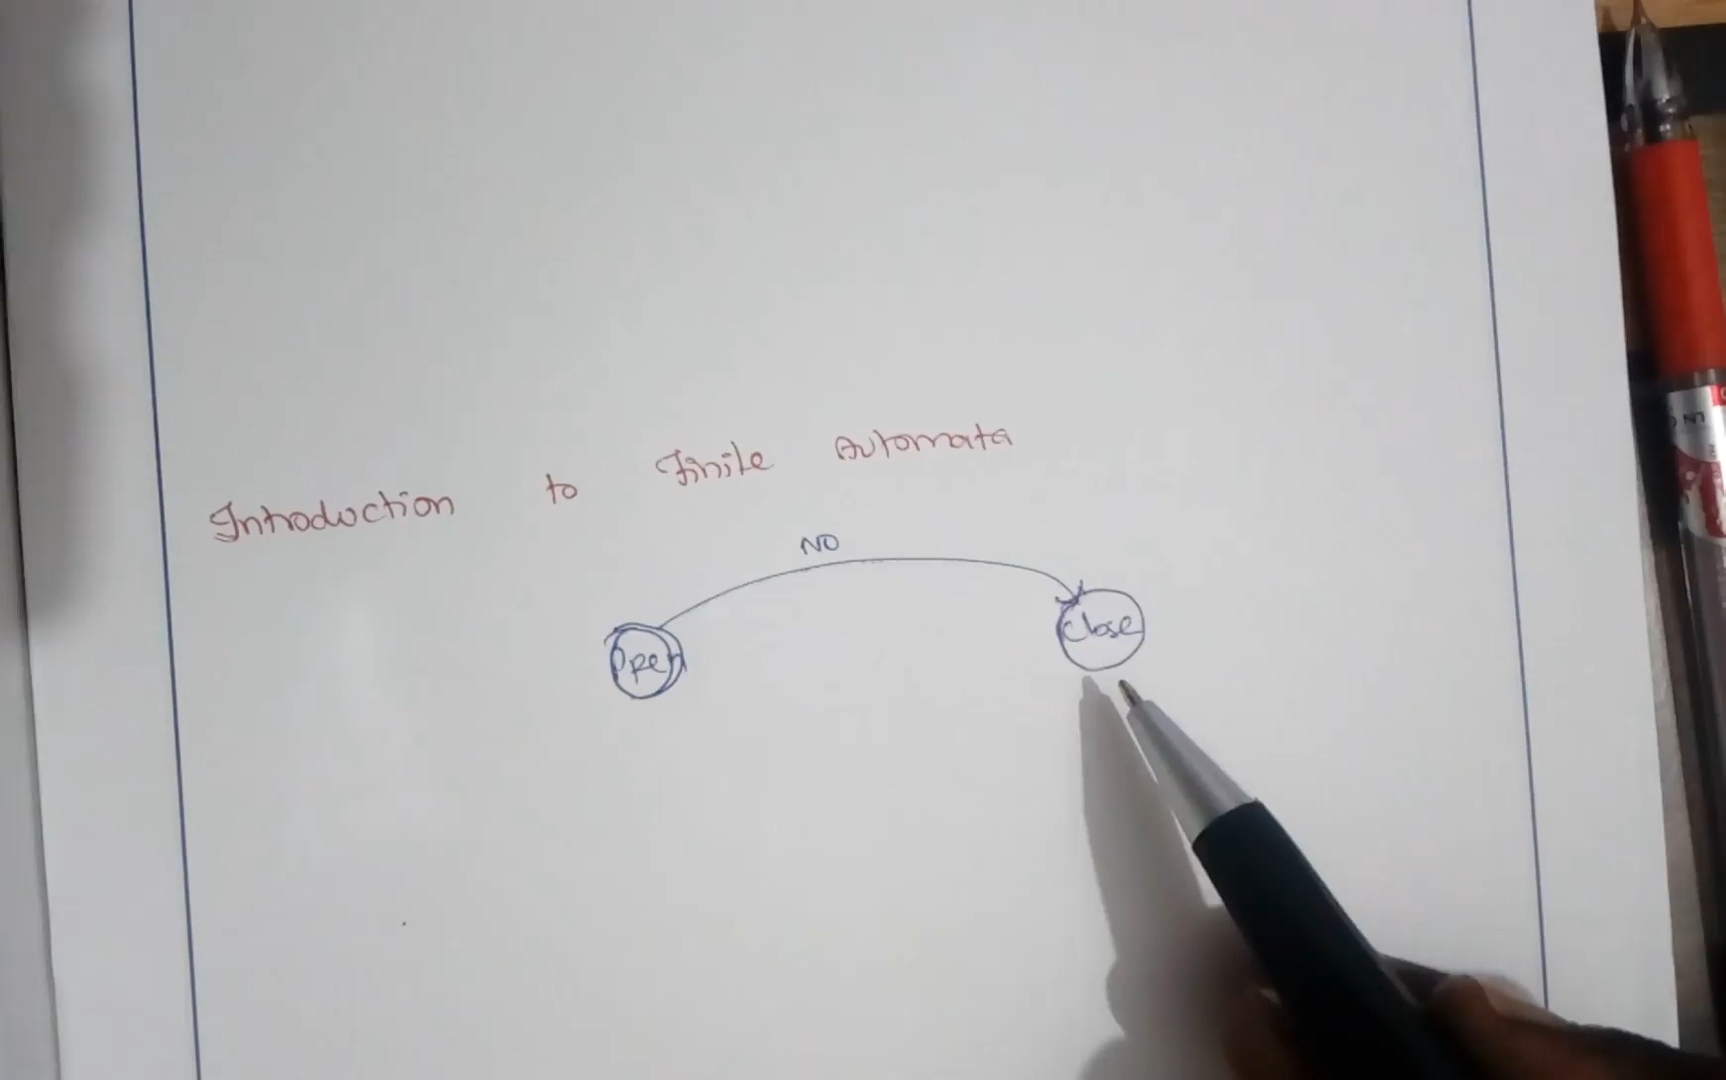 Introduction to Finite Automata
NO
Open
Close